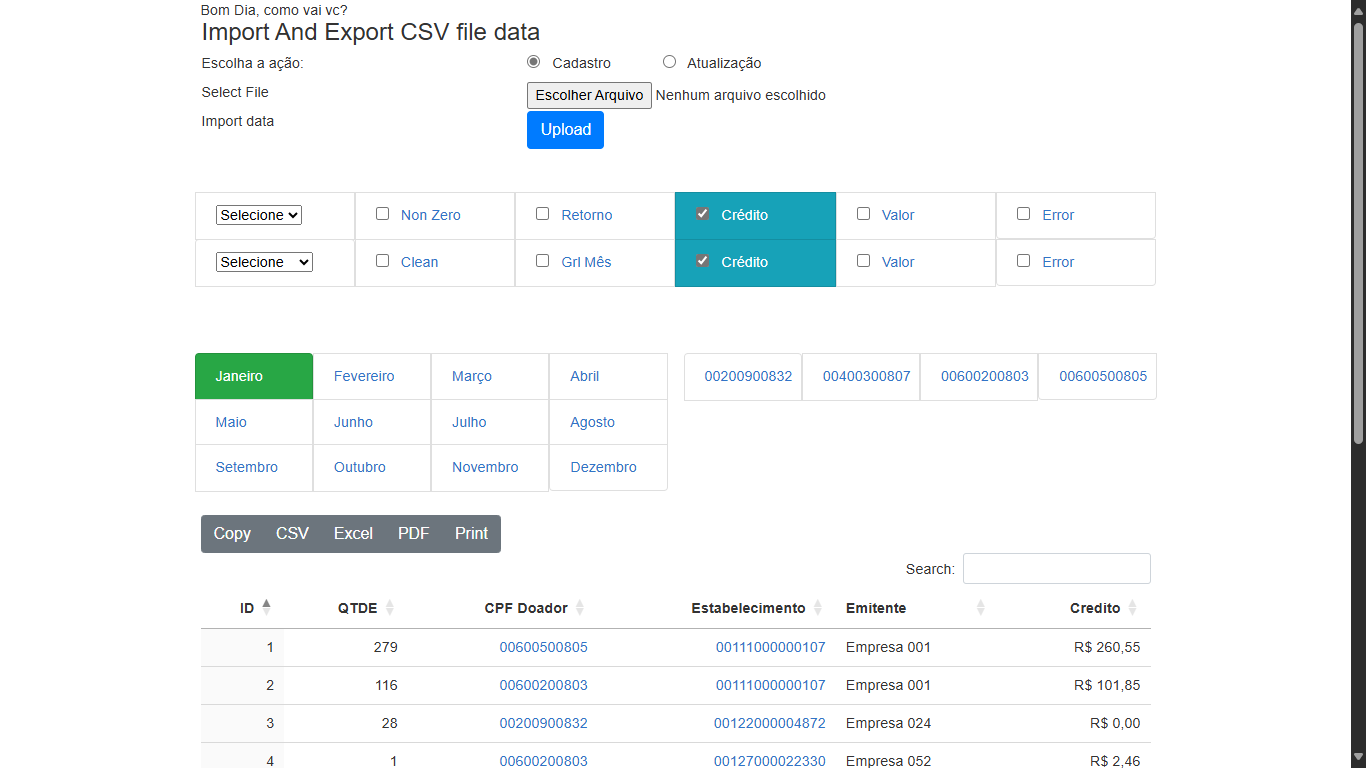 Bom Dia, como vai vc?
Import And Export CSV file data
Escolha a ação: Cadastro Atualização
Select File Escolher Arquivo Nenhum arquivo escolhido
Import data Upload
Selecione Non Zero Retorno Crédito Valor Error
Selecione Clean Grl Mês Crédito Valor Error
Janeiro Fevereiro Março Abril 00200900832 00400300807 00600200803 00600500805
Maio Junho Julho Agosto
Setembro Outubro Novembro Dezembro
Copy CSV Excel PDF Print
Search:
ID QTDE CPF Doador Estabelecimento Emitente Credito
1 279 00600500805 00111000000107 Empresa 001 R$ 260,55
2 116 00600200803 00111000000107 Empresa 001 R$ 101,85
3 28 00200900832 00122000004872 Empresa 024 R$ 0,00
4 1 00600200803 00127000022330 Empresa 052 R$ 2,46